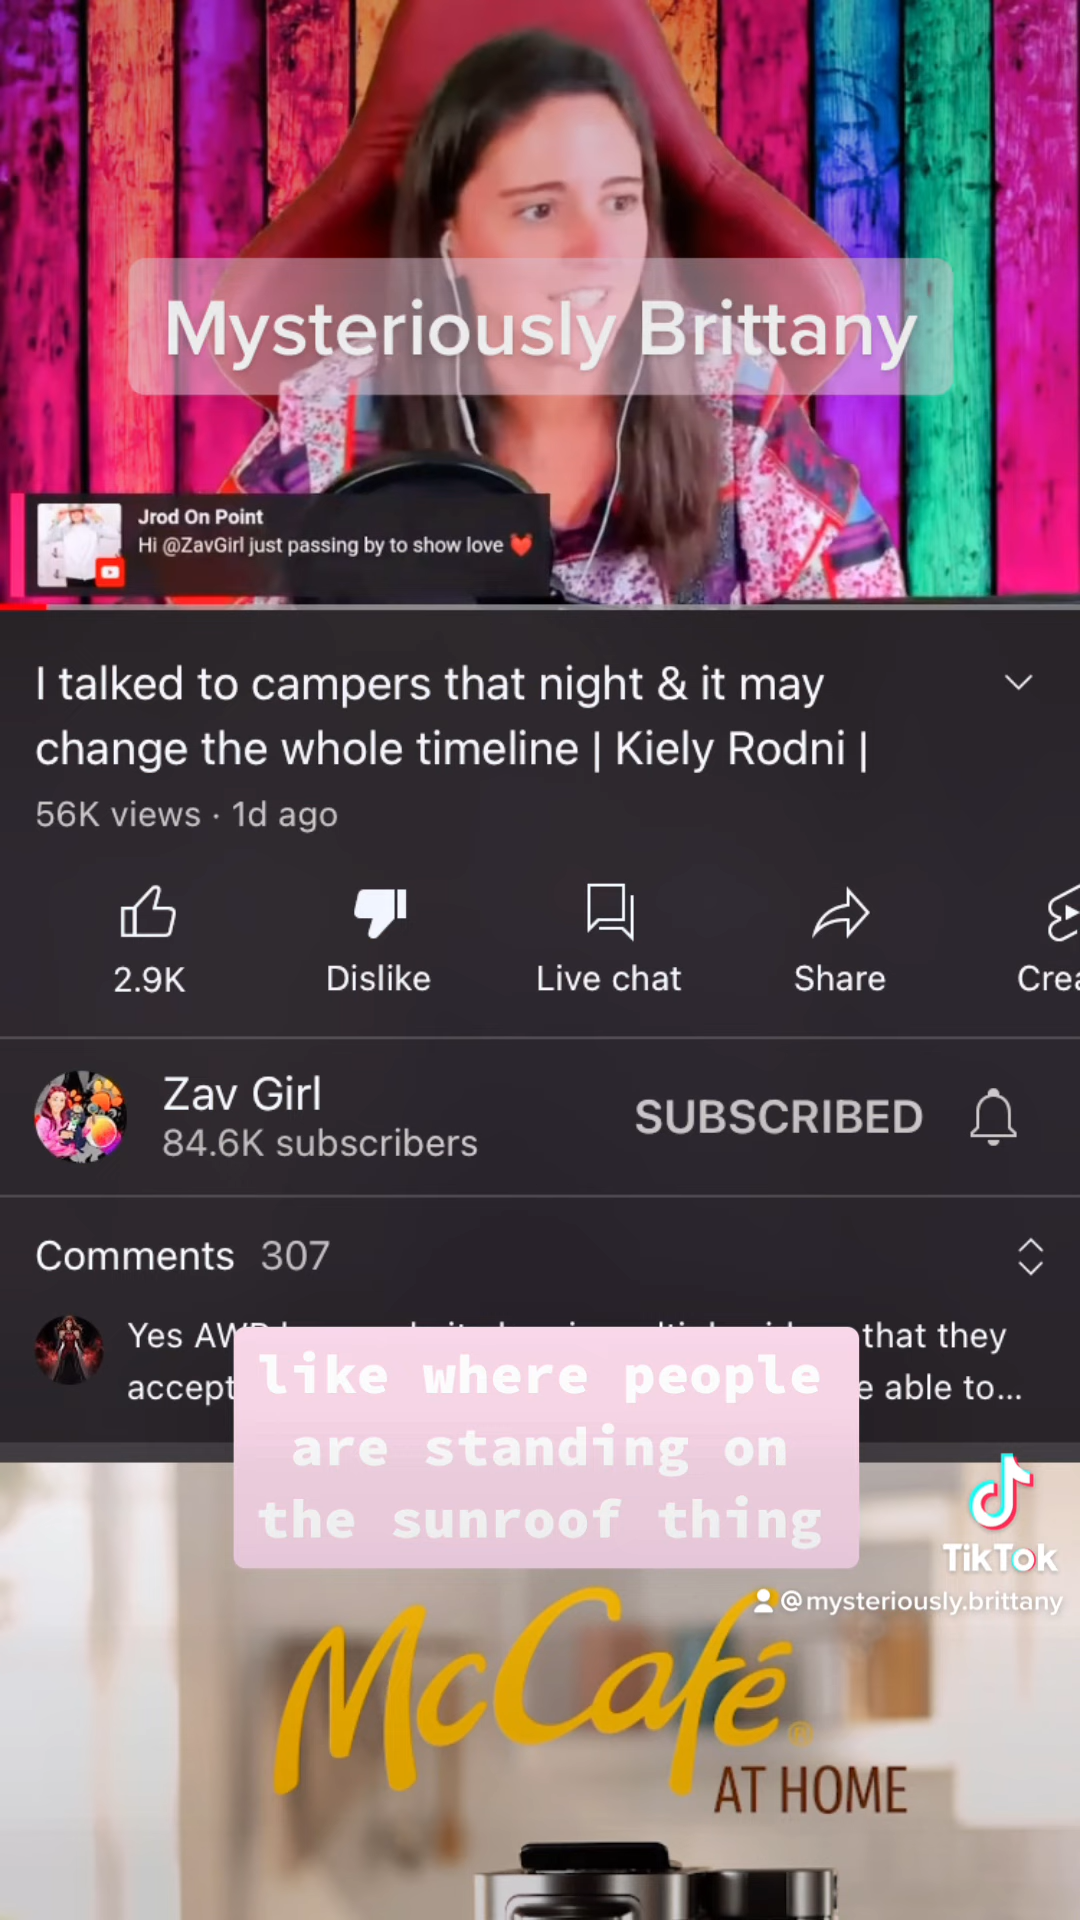 Mysteriously Brittany
Jrod On Point
Hi @ZavGirl just passing by to show love
I talked to campers that night & it may
change the whole timeline | Kiely Rodni |
56K views · 1d ago
2.9K
Dislike
Live chat
Share
Crea
Zav Girl
84.6K subscribers
SUBSCRIBED
Comments 307
Yes that they
accept able to...
like where people
are standing on
the sunroof thing
TikTok
@mysteriously.brittany
McCafé®
AT HOME